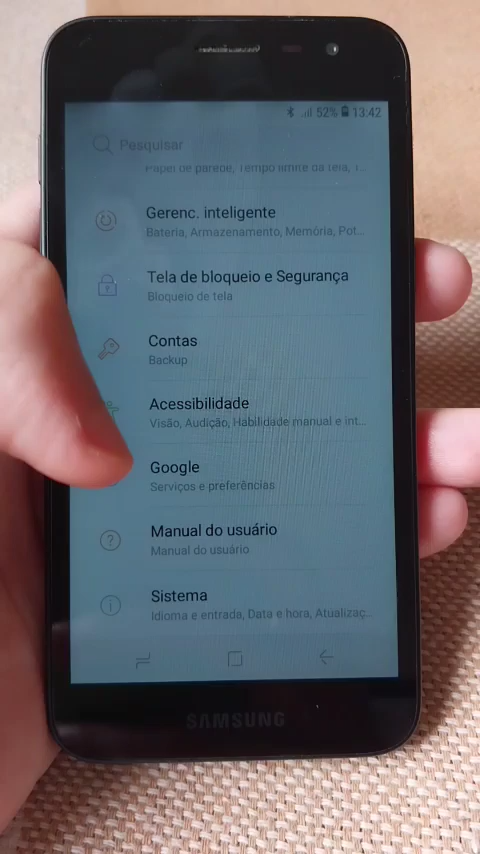 52% 13:42
Pesquisar
Papel de parede, Tempo limite da tela, T...
Gerenc. inteligente
Bateria, Armazenamento, Memória, Pot...
Tela de bloqueio e Segurança
Bloqueio de tela
Contas
Backup
Acessibilidade
Visão, Audição, Habilidade manual e int...
Google
Serviços e preferências
Manual do usuário
Manual do usuário
Sistema
Idioma e entrada, Data e hora, Atualizaç...
SAMSUNG